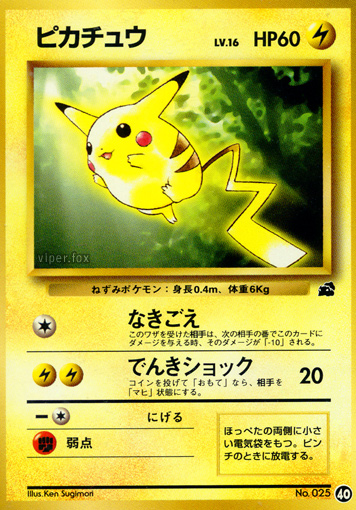 ピカチュウ LV.16 HP60
viper.fox
ねずみポケモン：身長0.4m、体重6Kg
なきごえ
このワザを受けた相手は、次の相手の番でこのカードに
ダメージを与える時、そのダメージが「-10」される。
でんきショック 20
コインを投げて「おもて」なら、相手を
「マヒ」状態にする。
にげる
弱点
ほっぺたの両側に小さ
い電気袋をもつ。ピン
チのときに放電する。
Illus.Ken Sugimori No. 025 40